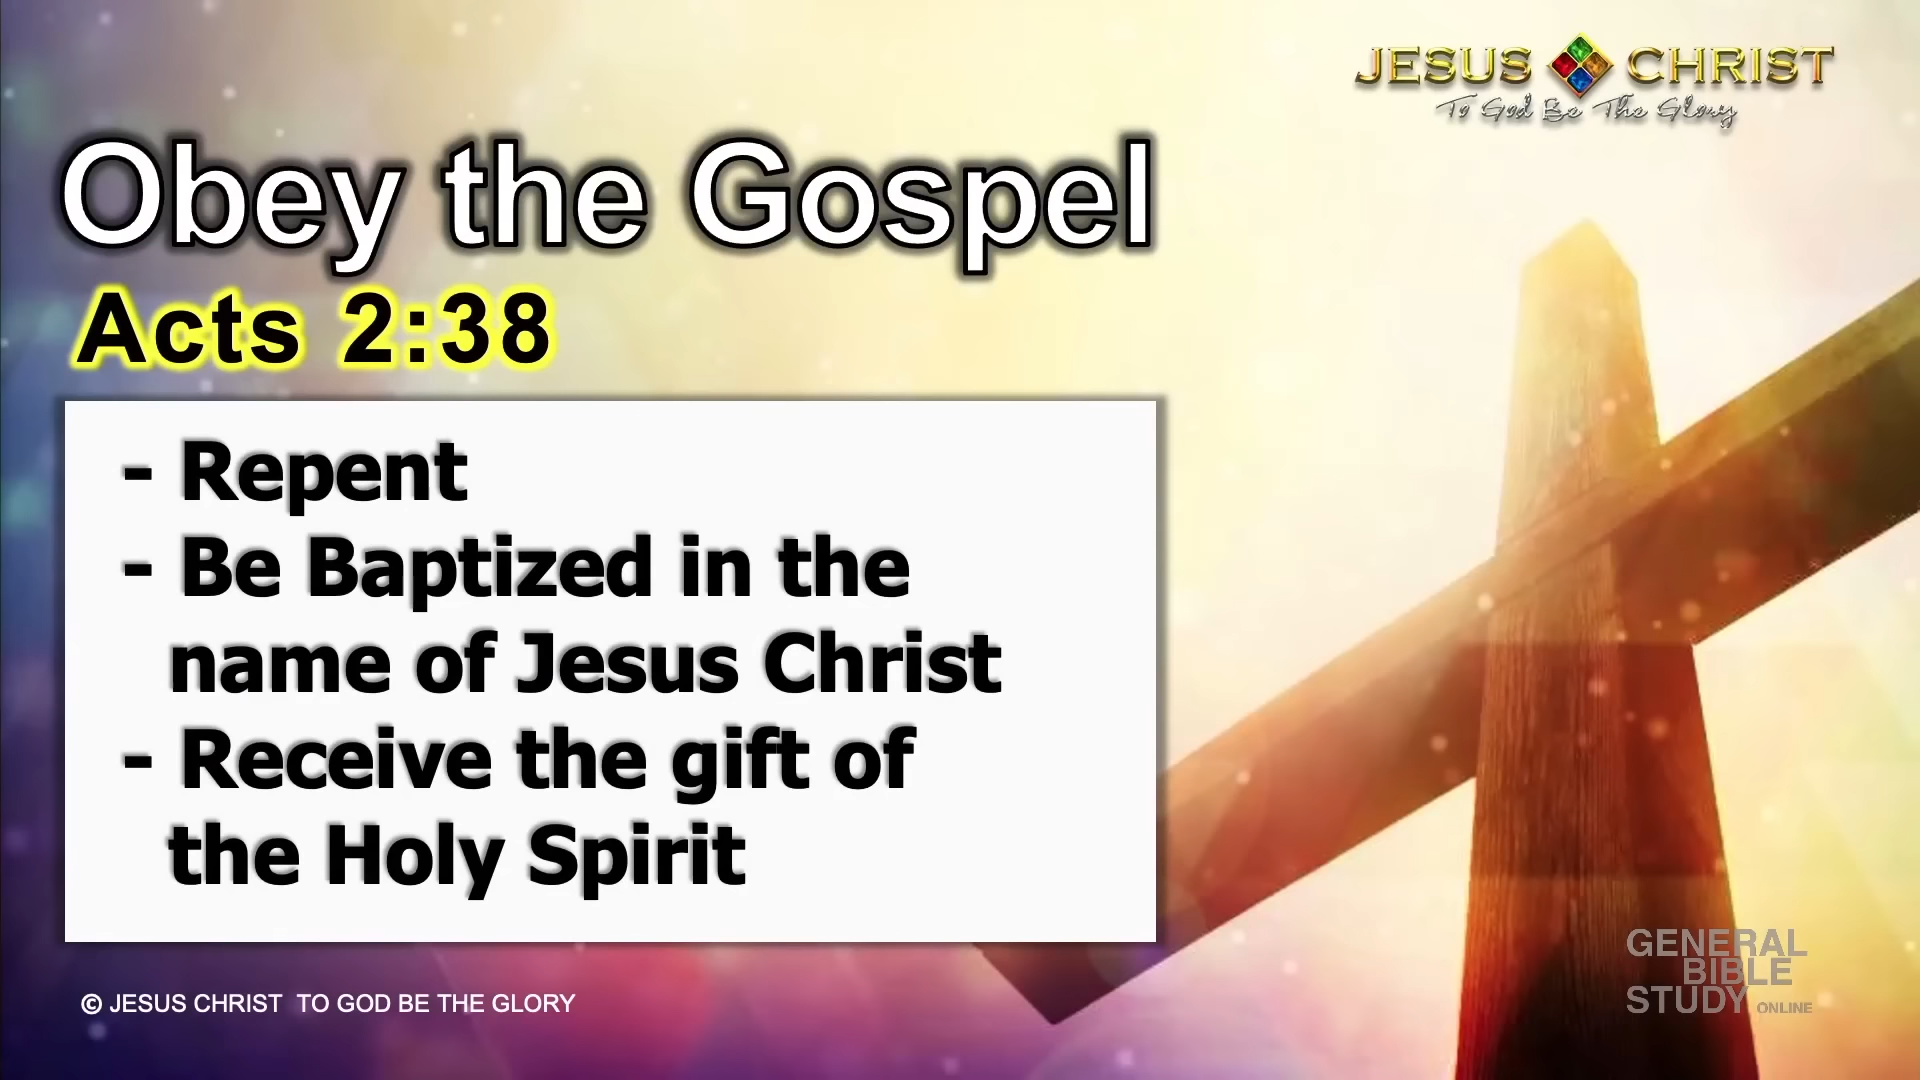 JESUS CHRIST
To God Be The Glory
Obey the Gospel
Acts 2:38
- Repent
- Be Baptized in the
name of Jesus Christ
- Receive the gift of
the Holy Spirit
GENERAL
BIBLE
STUDY ONLINE
© JESUS CHRIST TO GOD BE THE GLORY